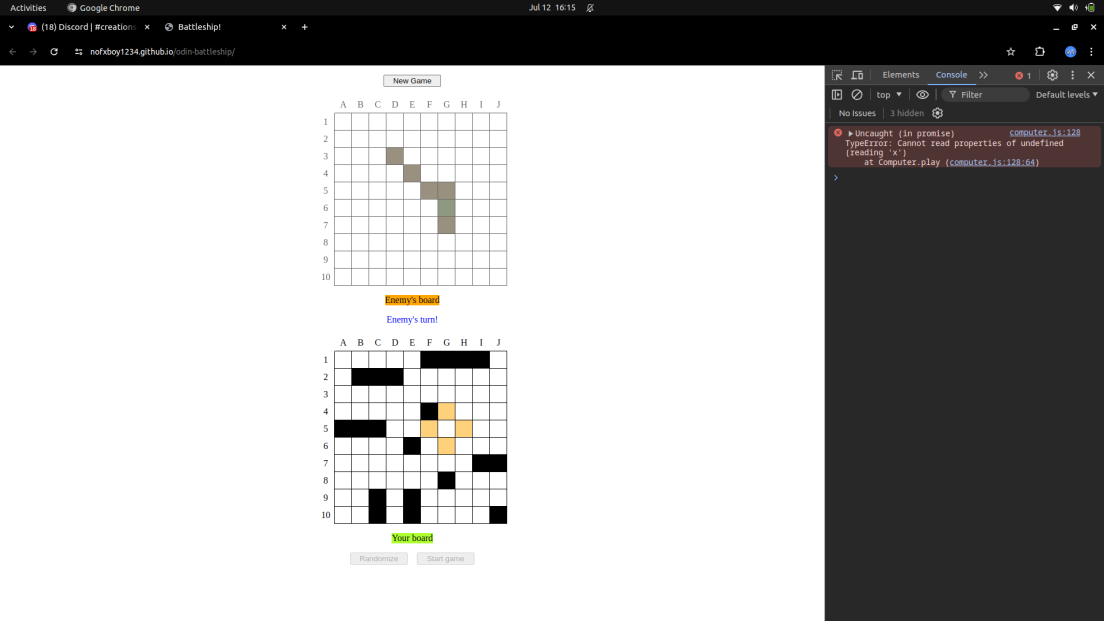 Activities Google Chrome Jul 12 16:15
(18) Discord | #creations Battleship!
nofxboy1234.github.io/odin-battleship/
New Game
A B C D E F G H I J
1
2
3
4
5
6
7
8
9
10
Enemy's board
Enemy's turn!
A B C D E F G H I J
1
2
3
4
5
6
7
8
9
10
Your board
Randomize Start game
Elements Console 1
top Filter Default levels
No Issues 3 hidden
Uncaught (in promise) computer.js:128
TypeError: Cannot read properties of undefined
(reading 'x')
at Computer.play (computer.js:128:64)